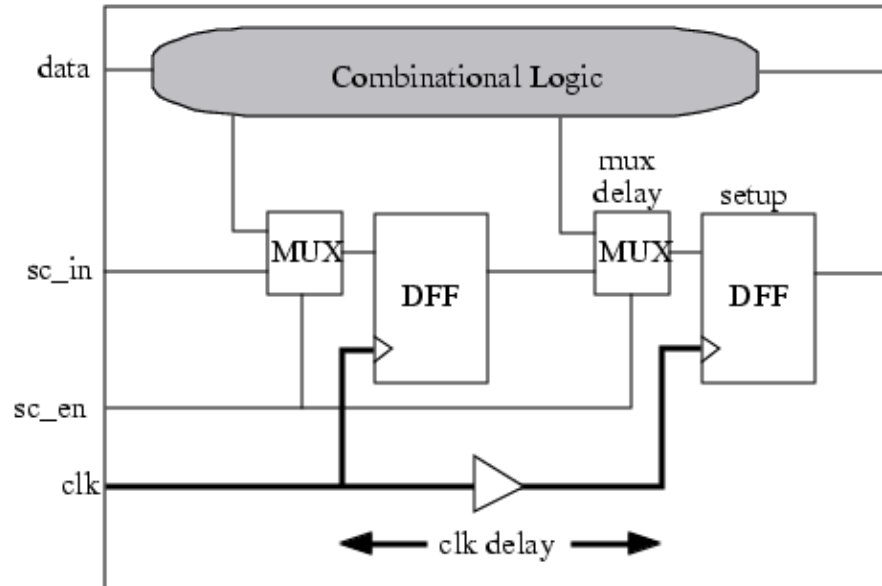 data
Combinational Logic
mux
delay
setup
MUX
MUX
sc_in
DFF
DFF
sc_en
clk
clk delay